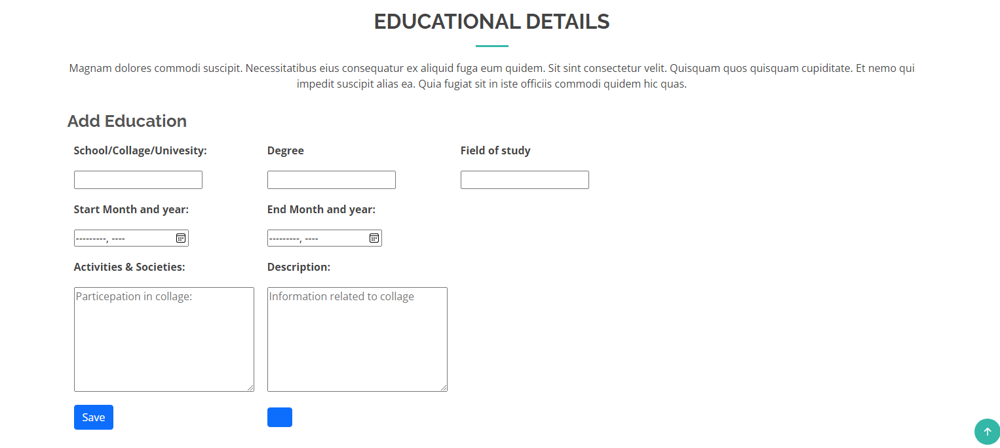 EDUCATIONAL DETAILS
Magnam dolores commodi suscipit. Necessitatibus eius consequatur ex aliquid fuga eum quidem. Sit sint consectetur velit. Quisquam quos quisquam cupiditate. Et nemo qui
impedit suscipit alias ea. Quia fugiat sit in iste officiis commodi quidem hic quas.
Add Education
School/Collage/Univesity: Degree Field of study
Start Month and year: End Month and year:
---------, ---- ---------, ----
Activities & Societies: Description:
Particepation in collage: Information related to collage
Save